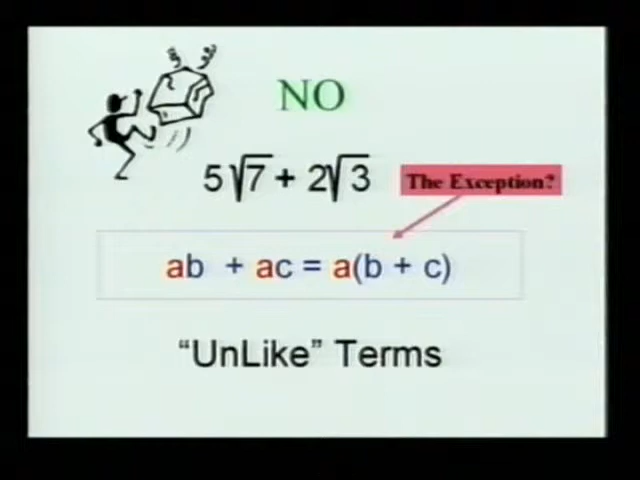 NO
5√7 + 2√3
The Exception?
ab + ac = a(b + c)
“UnLike” Terms